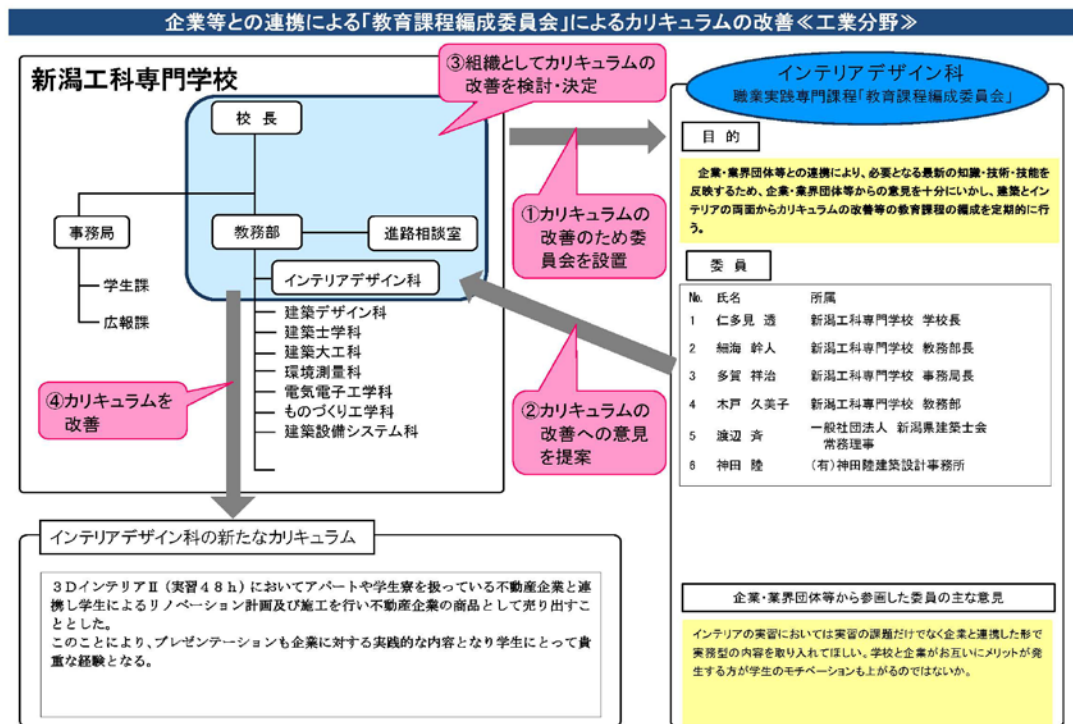 企業等との連携による「教育課程編成委員会」によるカリキュラムの改善≪工業分野≫
新潟工科専門学校
校 長
事務局
学生課
広報課
教務部
進路相談室
インテリアデザイン科
建築デザイン科
建築士学科
建築大工科
環境測量科
電気電子工学科
ものづくり工学科
建築設備システム科
③組織としてカリキュラムの
改善を検討・決定
①カリキュラムの
改善のため委
員会を設置
②カリキュラムの
改善への意見
を提案
④カリキュラムを
改善
インテリアデザイン科
職業実践専門課程「教育課程編成委員会」
目 的
企業・業界団体等との連携により、必要となる最新の知識・技術・技能を
反映するため、企業・業界団体等からの意見を十分にいかし、建築とイン
テリアの両面からカリキュラムの改善等の教育課程の編成を定期的に行
う。
委 員
No. 氏名 所属
1 仁多見 透 新潟工科専門学校 学校長
2 細海 幹人 新潟工科専門学校 教務部長
3 多賀 祥治 新潟工科専門学校 事務局長
4 木戸 久美子 新潟工科専門学校 教務部
5 渡辺 斉 一般社団法人 新潟県建築士会
常務理事
6 神田 陸 (有)神田陸建築設計事務所
企業・業界団体等から参画した委員の主な意見
インテリアの実習においては実習の課題だけでなく企業と連携した形で
実務型の内容を取り入れてほしい。学校と企業がお互いにメリットが発
生する方が学生のモチベーションも上がるのではないか。
インテリアデザイン科の新たなカリキュラム
３ＤインテリアⅡ（実習４８ｈ）においてアパートや学生寮を扱っている不動産企業と連
携し学生によるリノベーション計画及び施工を行い不動産企業の商品として売り出すこ
ととした。
このことにより、プレゼンテーションも企業に対する実践的な内容となり学生にとって貴
重な経験となる。